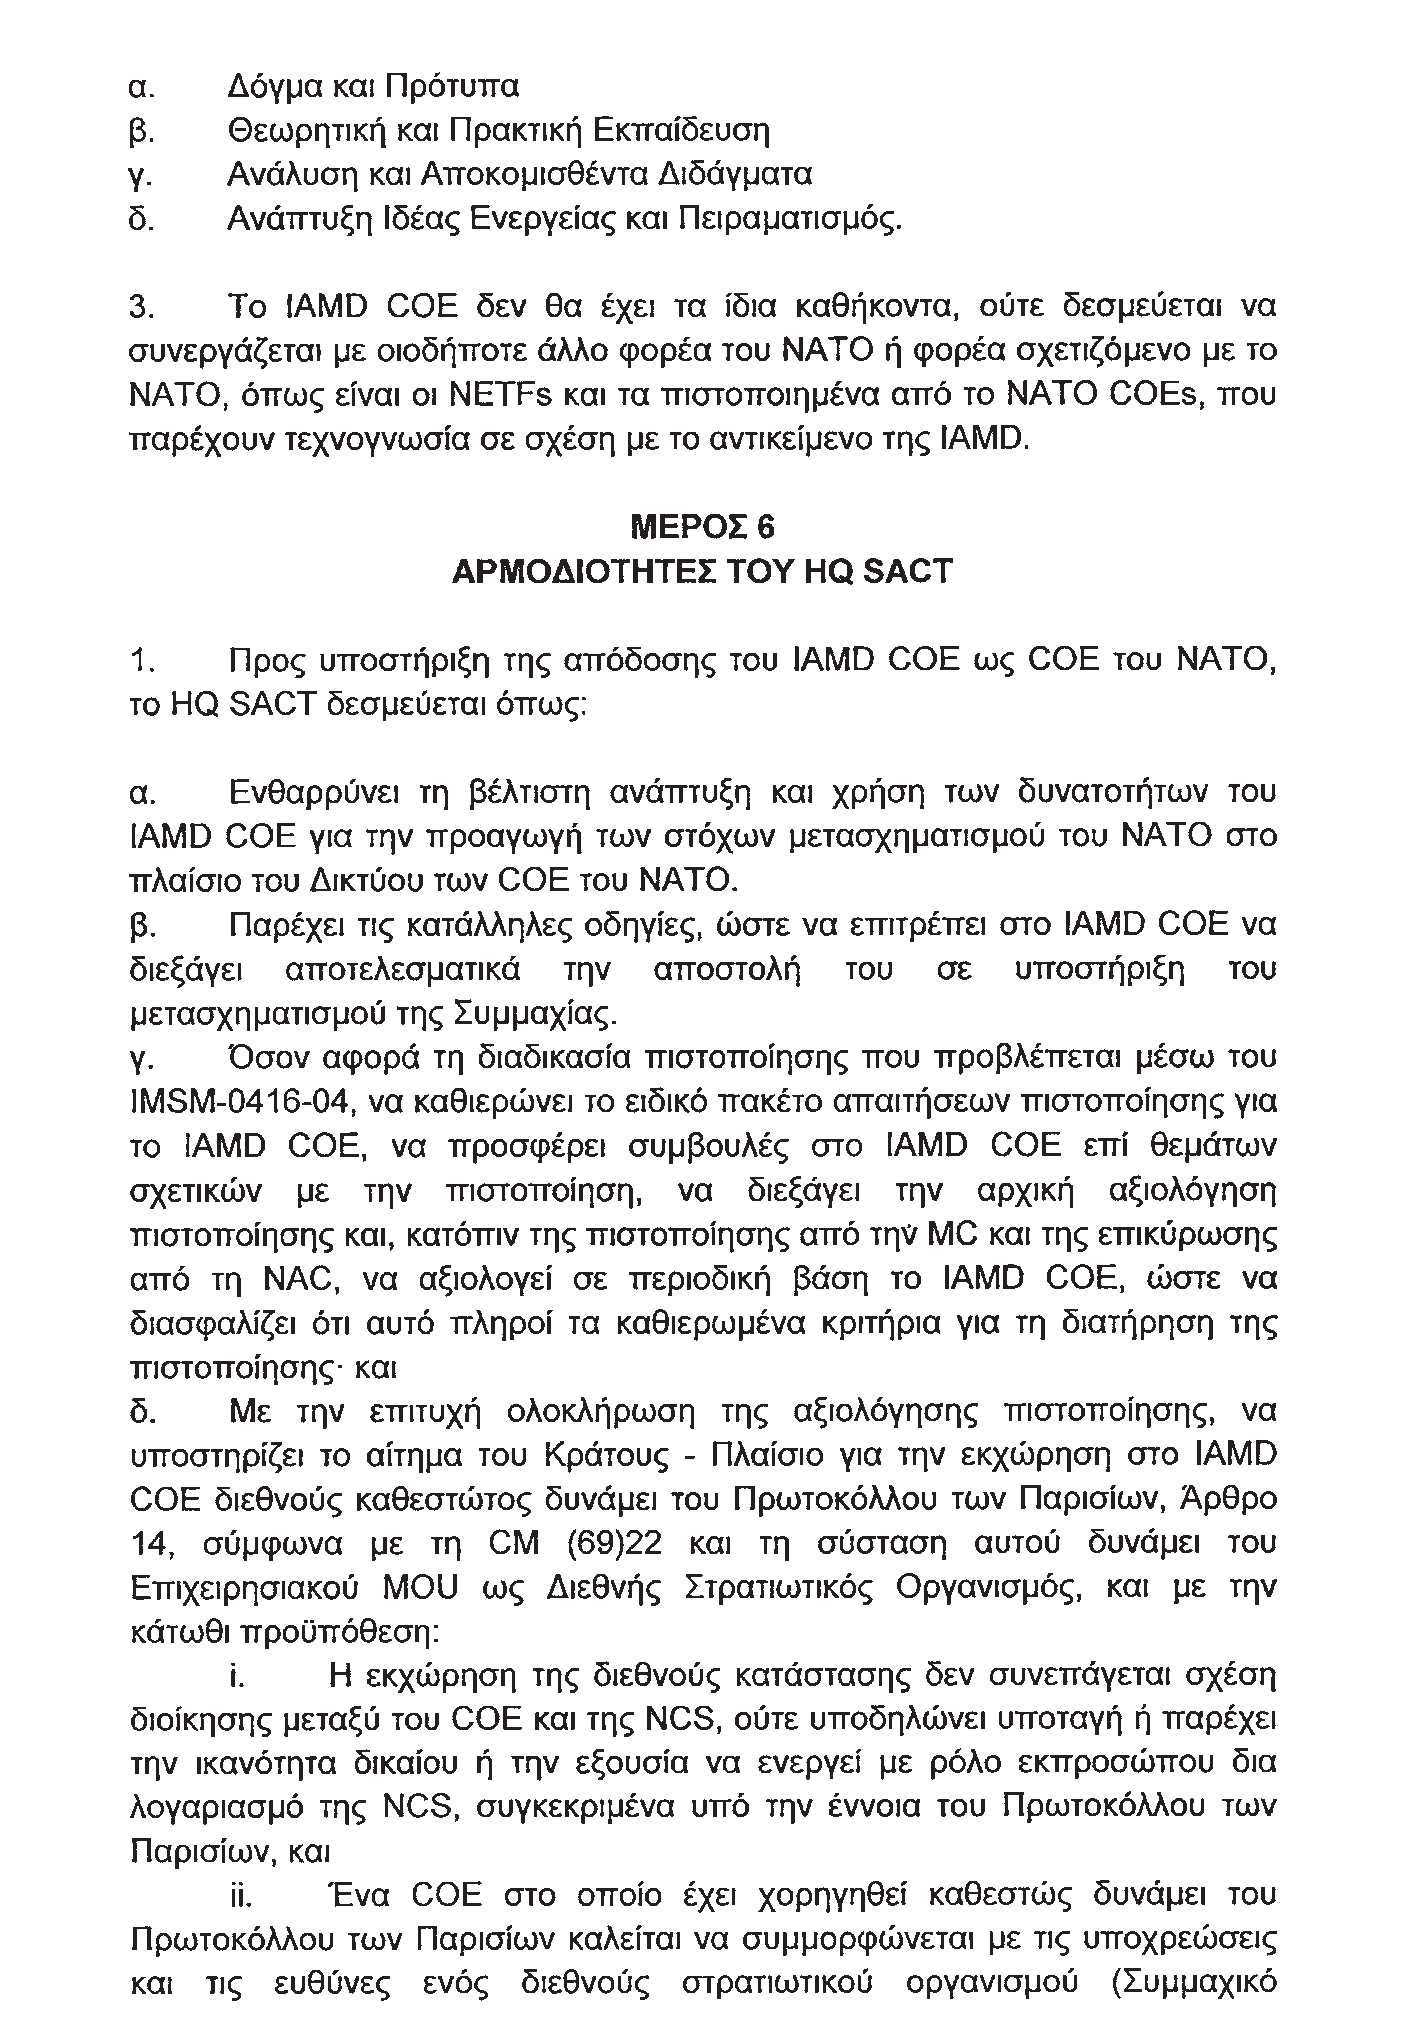 α. Δόγμα και Πρότυπα
β. Θεωρητική και Πρακτική Εκπαίδευση
γ. Ανάλυση και Αποκομισθέντα Διδάγματα
δ. Ανάπτυξη Ιδέας Ενεργείας και Πειραματισμός.
3. Το IAMD COE δεν θα έχει τα ίδια καθήκοντα, ούτε δεσμεύεται να
συνεργάζεται με οιοδήποτε άλλο φορέα του ΝΑΤΟ ή φορέα σχετιζόμενο με το
ΝΑΤΟ, όπως είναι οι NETFs και τα πιστοποιημένα από το ΝΑΤΟ COEs, που
παρέχουν τεχνογνωσία σε σχέση με το αντικείμενο της IAMD.
ΜΕΡΟΣ 6
ΑΡΜΟΔΙΟΤΗΤΕΣ ΤΟΥ HQ SACT
1. Προς υποστήριξη της απόδοσης του IAMD COE ως COE του ΝΑΤΟ,
το HQ SACT δεσμεύεται όπως:
α. Ενθαρρύνει τη βέλτιστη ανάπτυξη και χρήση των δυνατοτήτων του
IAMD COE για την προαγωγή των στόχων μετασχηματισμού του ΝΑΤΟ στο
πλαίσιο του Δικτύου των COE του ΝΑΤΟ.
β. Παρέχει τις κατάλληλες οδηγίες, ώστε να επιτρέπει στο IAMD COE να
διεξάγει αποτελεσματικά την αποστολή του σε υποστήριξη του
μετασχηματισμού της Συμμαχίας.
γ. Όσον αφορά τη διαδικασία πιστοποίησης που προβλέπεται μέσω του
IMSM-0416-04, να καθιερώνει το ειδικό πακέτο απαιτήσεων πιστοποίησης για
το IAMD COE, να προσφέρει συμβουλές στο IAMD COE επί θεμάτων
σχετικών με την πιστοποίηση, να διεξάγει την αρχική αξιολόγηση
πιστοποίησης και, κατόπιν της πιστοποίησης από την MC και της επικύρωσης
από τη NAC, να αξιολογεί σε περιοδική βάση το IAMD COE, ώστε να
διασφαλίζει ότι αυτό πληροί τα καθιερωμένα κριτήρια για τη διατήρηση της
πιστοποίησης· και
δ. Με την επιτυχή ολοκλήρωση της αξιολόγησης πιστοποίησης, να
υποστηρίζει το αίτημα του Κράτους - Πλαίσιο για την εκχώρηση στο IAMD
COE διεθνούς καθεστώτος δυνάμει του Πρωτοκόλλου των Παρισίων, Άρθρο
14, σύμφωνα με τη CM (69)22 και τη σύσταση αυτού δυνάμει του
Επιχειρησιακού MOU ως Διεθνής Στρατιωτικός Οργανισμός, και με την
κάτωθι προϋπόθεση:
i. Η εκχώρηση της διεθνούς κατάστασης δεν συνεπάγεται σχέση
διοίκησης μεταξύ του COE και της NCS, ούτε υποδηλώνει υποταγή ή παρέχει
την ικανότητα δικαίου ή την εξουσία να ενεργεί με ρόλο εκπροσώπου δια
λογαριασμό της NCS, συγκεκριμένα υπό την έννοια του Πρωτοκόλλου των
Παρισίων, και
ii. Ένα COE στο οποίο έχει χορηγηθεί καθεστώς δυνάμει του
Πρωτοκόλλου των Παρισίων καλείται να συμμορφώνεται με τις υποχρεώσεις
και τις ευθύνες ενός διεθνούς στρατιωτικού οργανισμού (Συμμαχικό